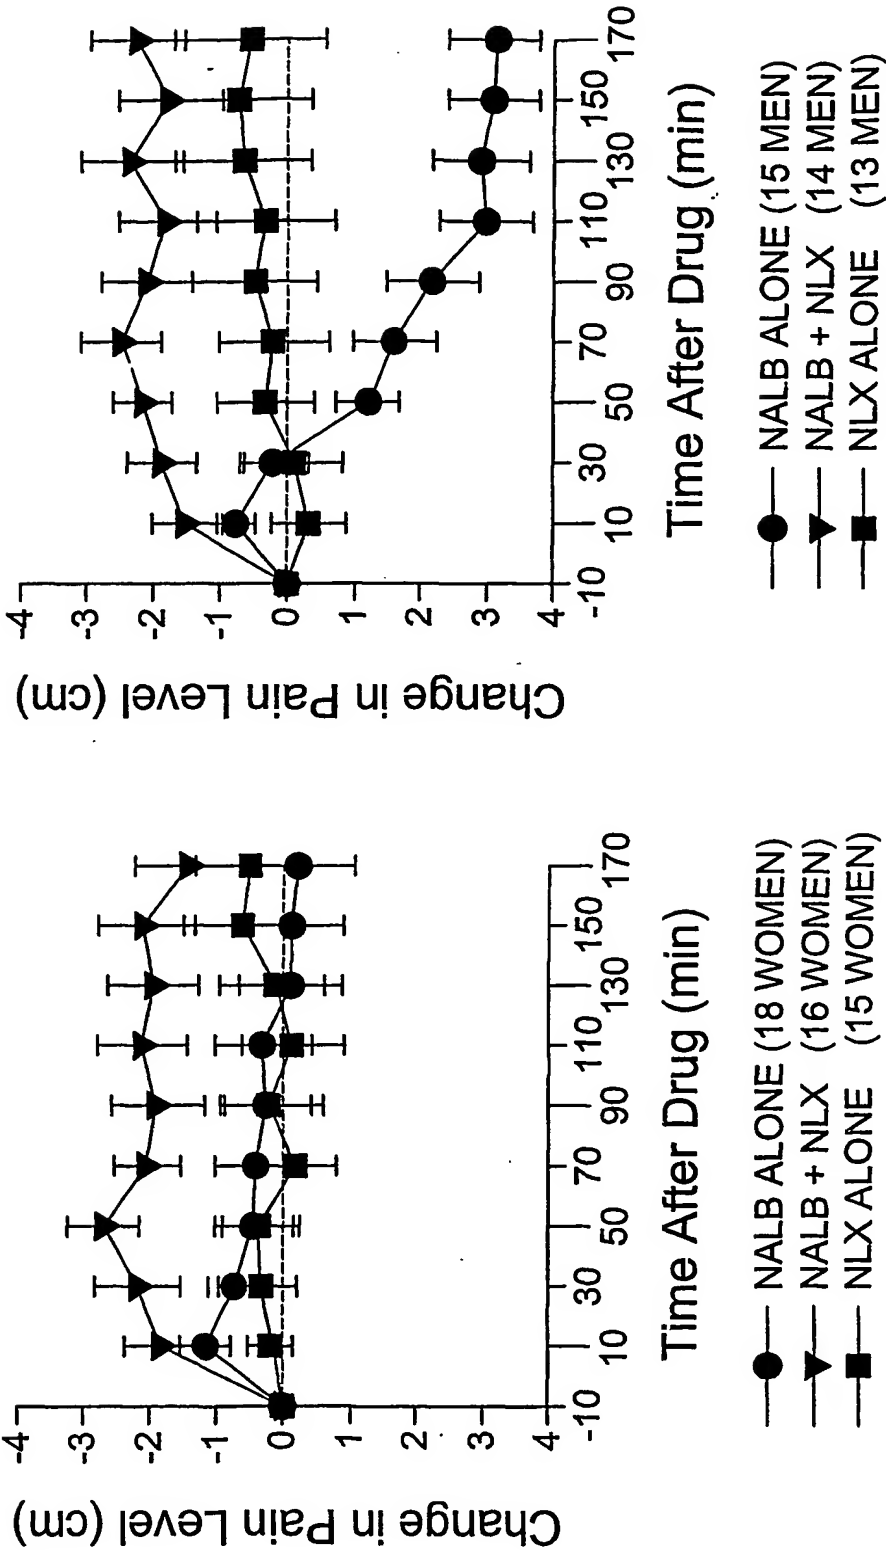 Change in Pain Level (cm)
-4
-3
-2
-1
0
1
2
3
4
-10 10 30 50 70 90 110 130 150 170
Time After Drug (min)
NALB ALONE (18 WOMEN)
NALB + NLX (16 WOMEN)
NLX ALONE (15 WOMEN)
Change in Pain Level (cm)
-4
-3
-2
-1
0
1
2
3
4
-10 10 30 50 70 90 110 130 150 170
Time After Drug (min)
NALB ALONE (15 MEN)
NALB + NLX (14 MEN)
NLX ALONE (13 MEN)